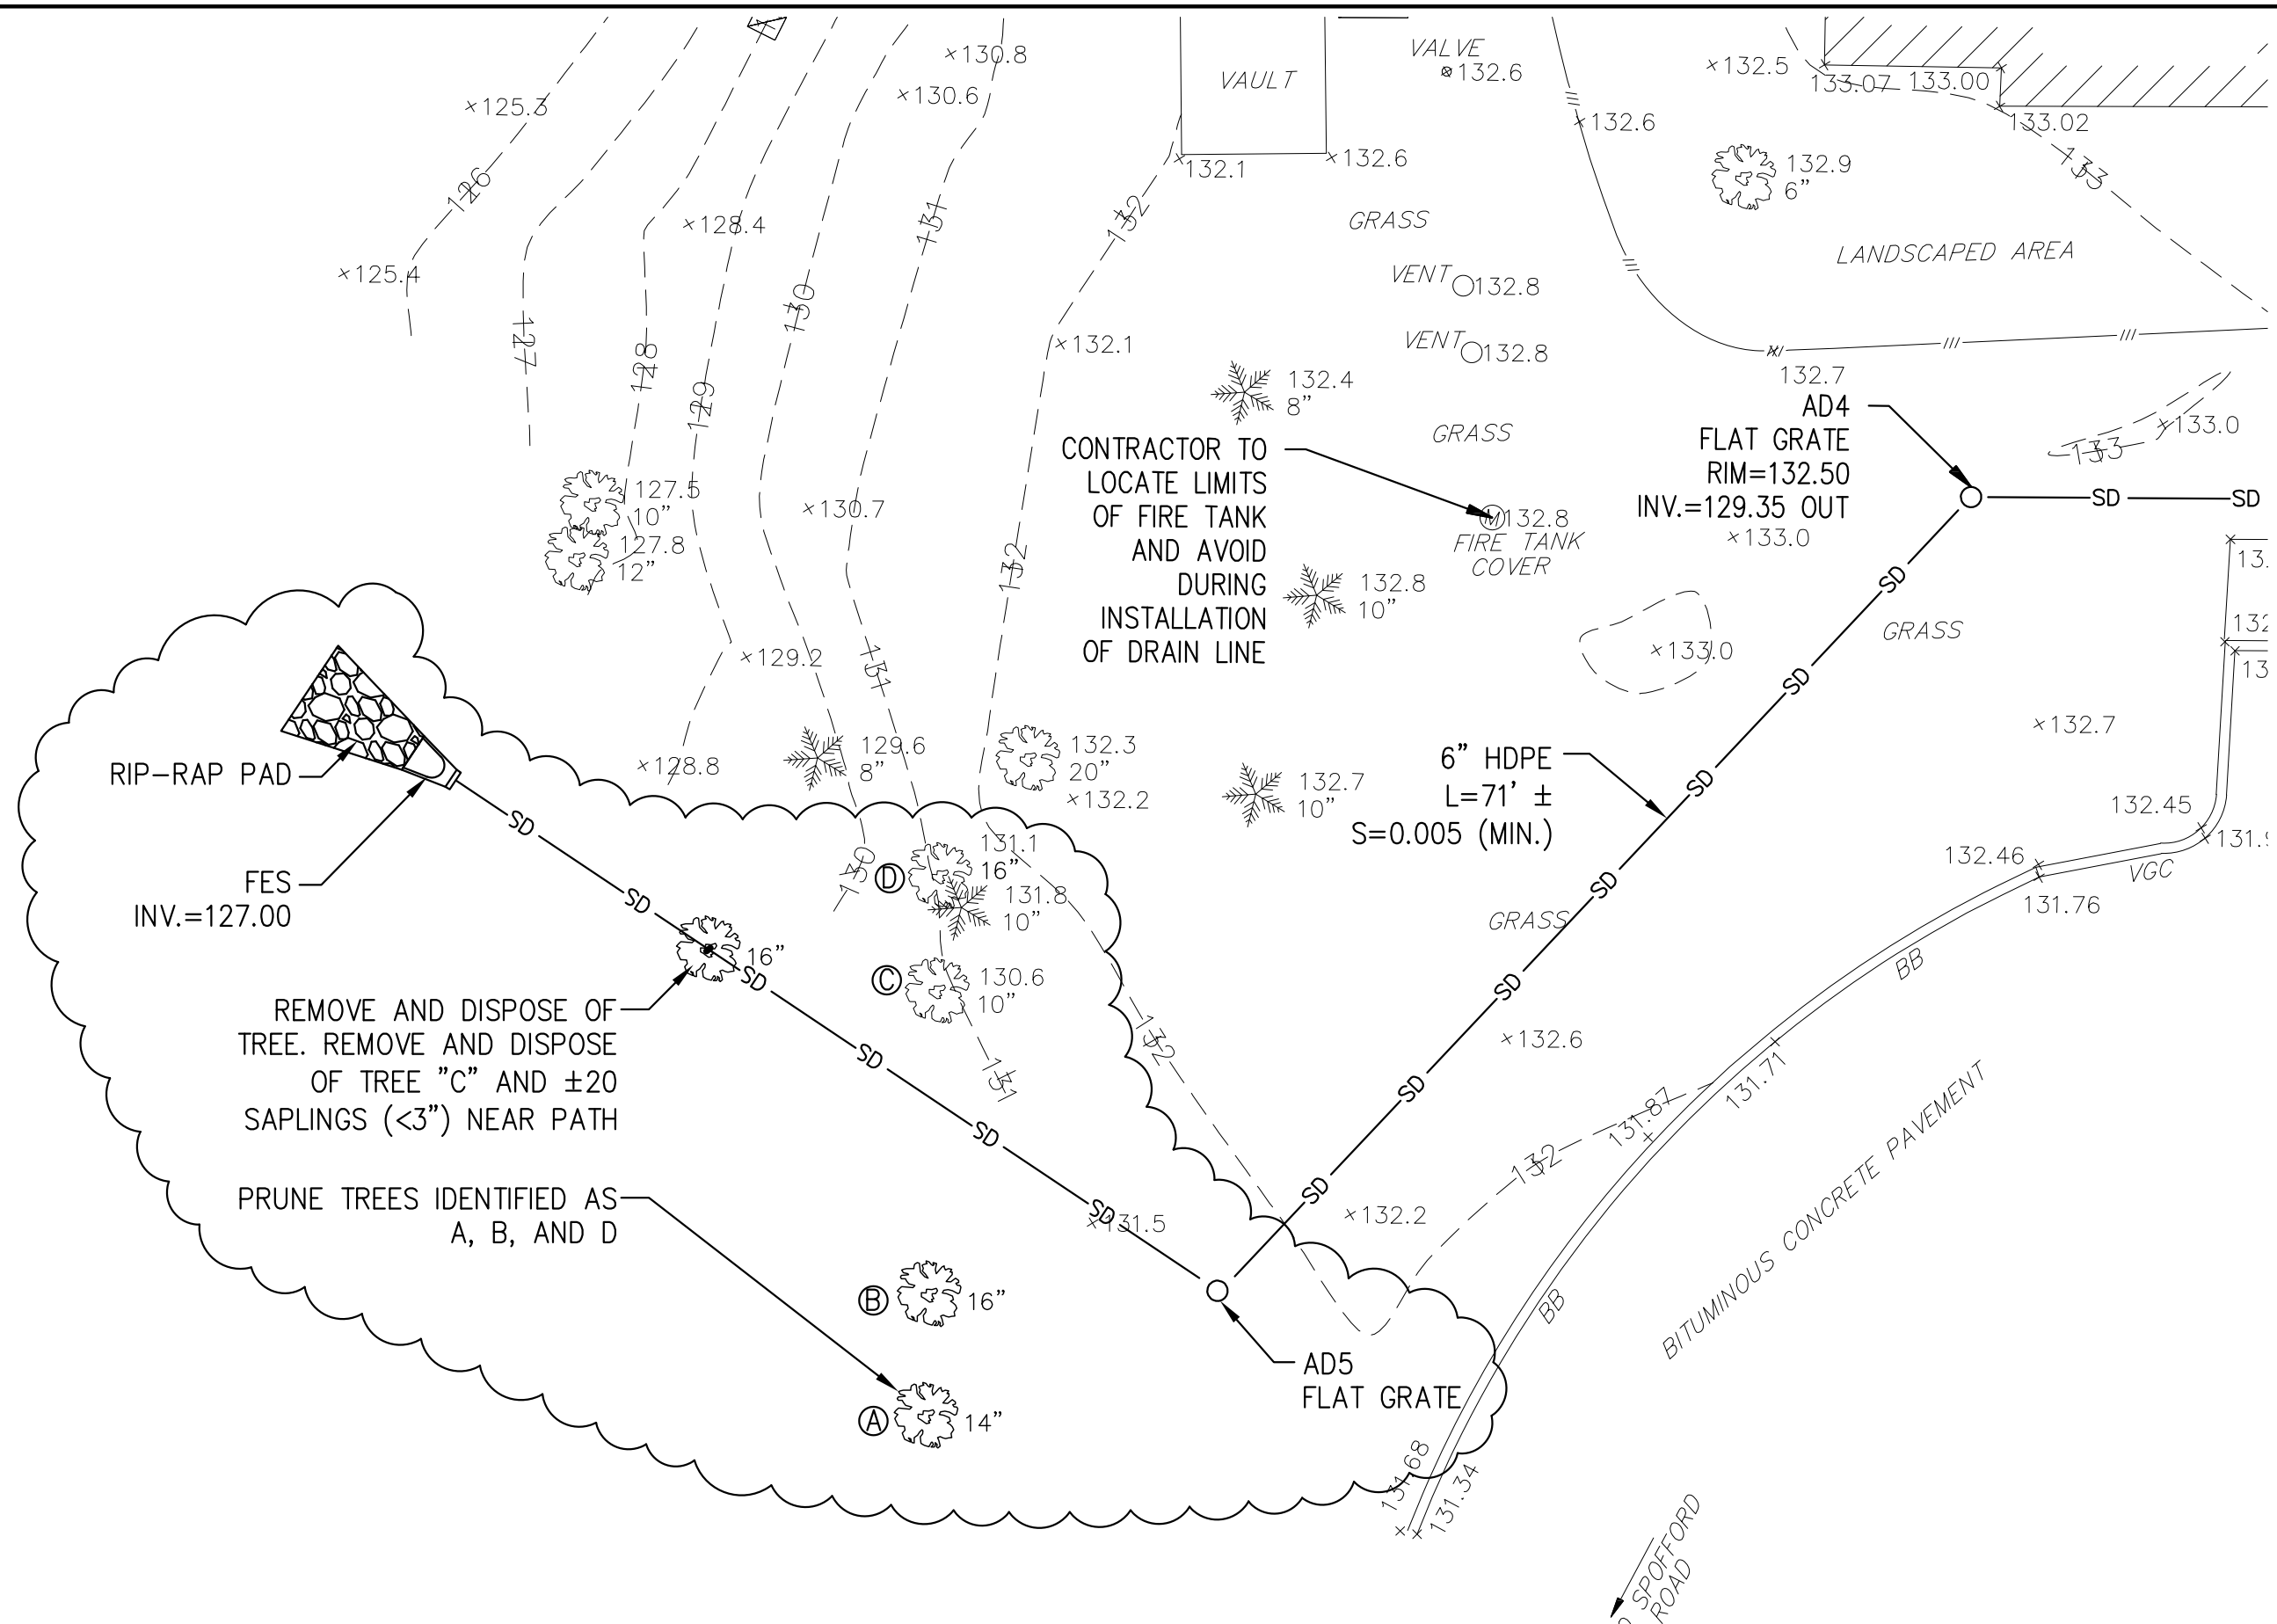 ×130.8
×125.3
×130.6
126
×128.4
×125.4
131
130
127
128
129
132
VAULT
VALVE
132.6
×132.1
×132.6
×132.5
133.07 133.00
133.02
×132.6
132.9
6”
133
GRASS
LANDSCAPED AREA
VENT 132.8
VENT 132.8
×132.1
132.4
8”
GRASS
132.7
AD4
FLAT GRATE
RIM=132.50
INV.=129.35 OUT
×133.0
×133.0
133
SD
SD
CONTRACTOR TO
LOCATE LIMITS
OF FIRE TANK
AND AVOID
DURING
INSTALLATION
OF DRAIN LINE
M 132.8
FIRE TANK
COVER
127.5
10”
127.8
12”
×130.7
132
132.8
10”
×133.0
SD
GRASS
SD
×132.7
×129.2
131
×128.8
129.6
8”
132.3
20”
×132.2
132.7
10”
6” HDPE
L=71’ ±
S=0.005 (MIN.)
SD
132.45
132.46
VGC
131.76
SD
GRASS
SD
BB
RIP-RAP PAD
FES
INV.=127.00
SD
SD
130
D
131.1
16”
131.8
10”
16”
SD
C
130.6
10”
131
132
×132.6
131.71
131.87
132
REMOVE AND DISPOSE OF
TREE. REMOVE AND DISPOSE
OF TREE ”C” AND ±20
SAPLINGS (<3”) NEAR PATH
SD
SD
SD
SD
SD
×131.5
×132.2
PRUNE TREES IDENTIFIED AS
A, B, AND D
B
16”
A
14”
AD5
FLAT GRATE
BB
BITUMINOUS CONCRETE PAVEMENT
131.68
131.34
SPOFFORD
ROAD